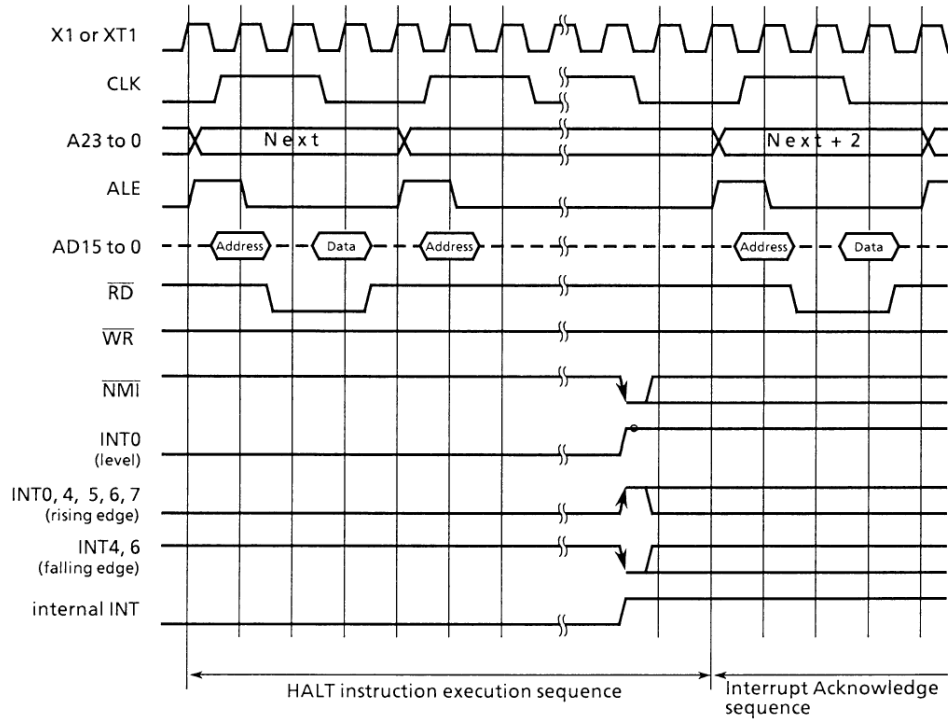 X1 or XT1
CLK
A23 to 0
Next
Next + 2
ALE
AD15 to 0
Address
Data
Address
Address
Data
RD
WR
NMI
INT0
(level)
INT0, 4, 5, 6, 7
(rising edge)
INT4, 6
(falling edge)
internal INT
HALT instruction execution sequence
Interrupt Acknowledge
sequence